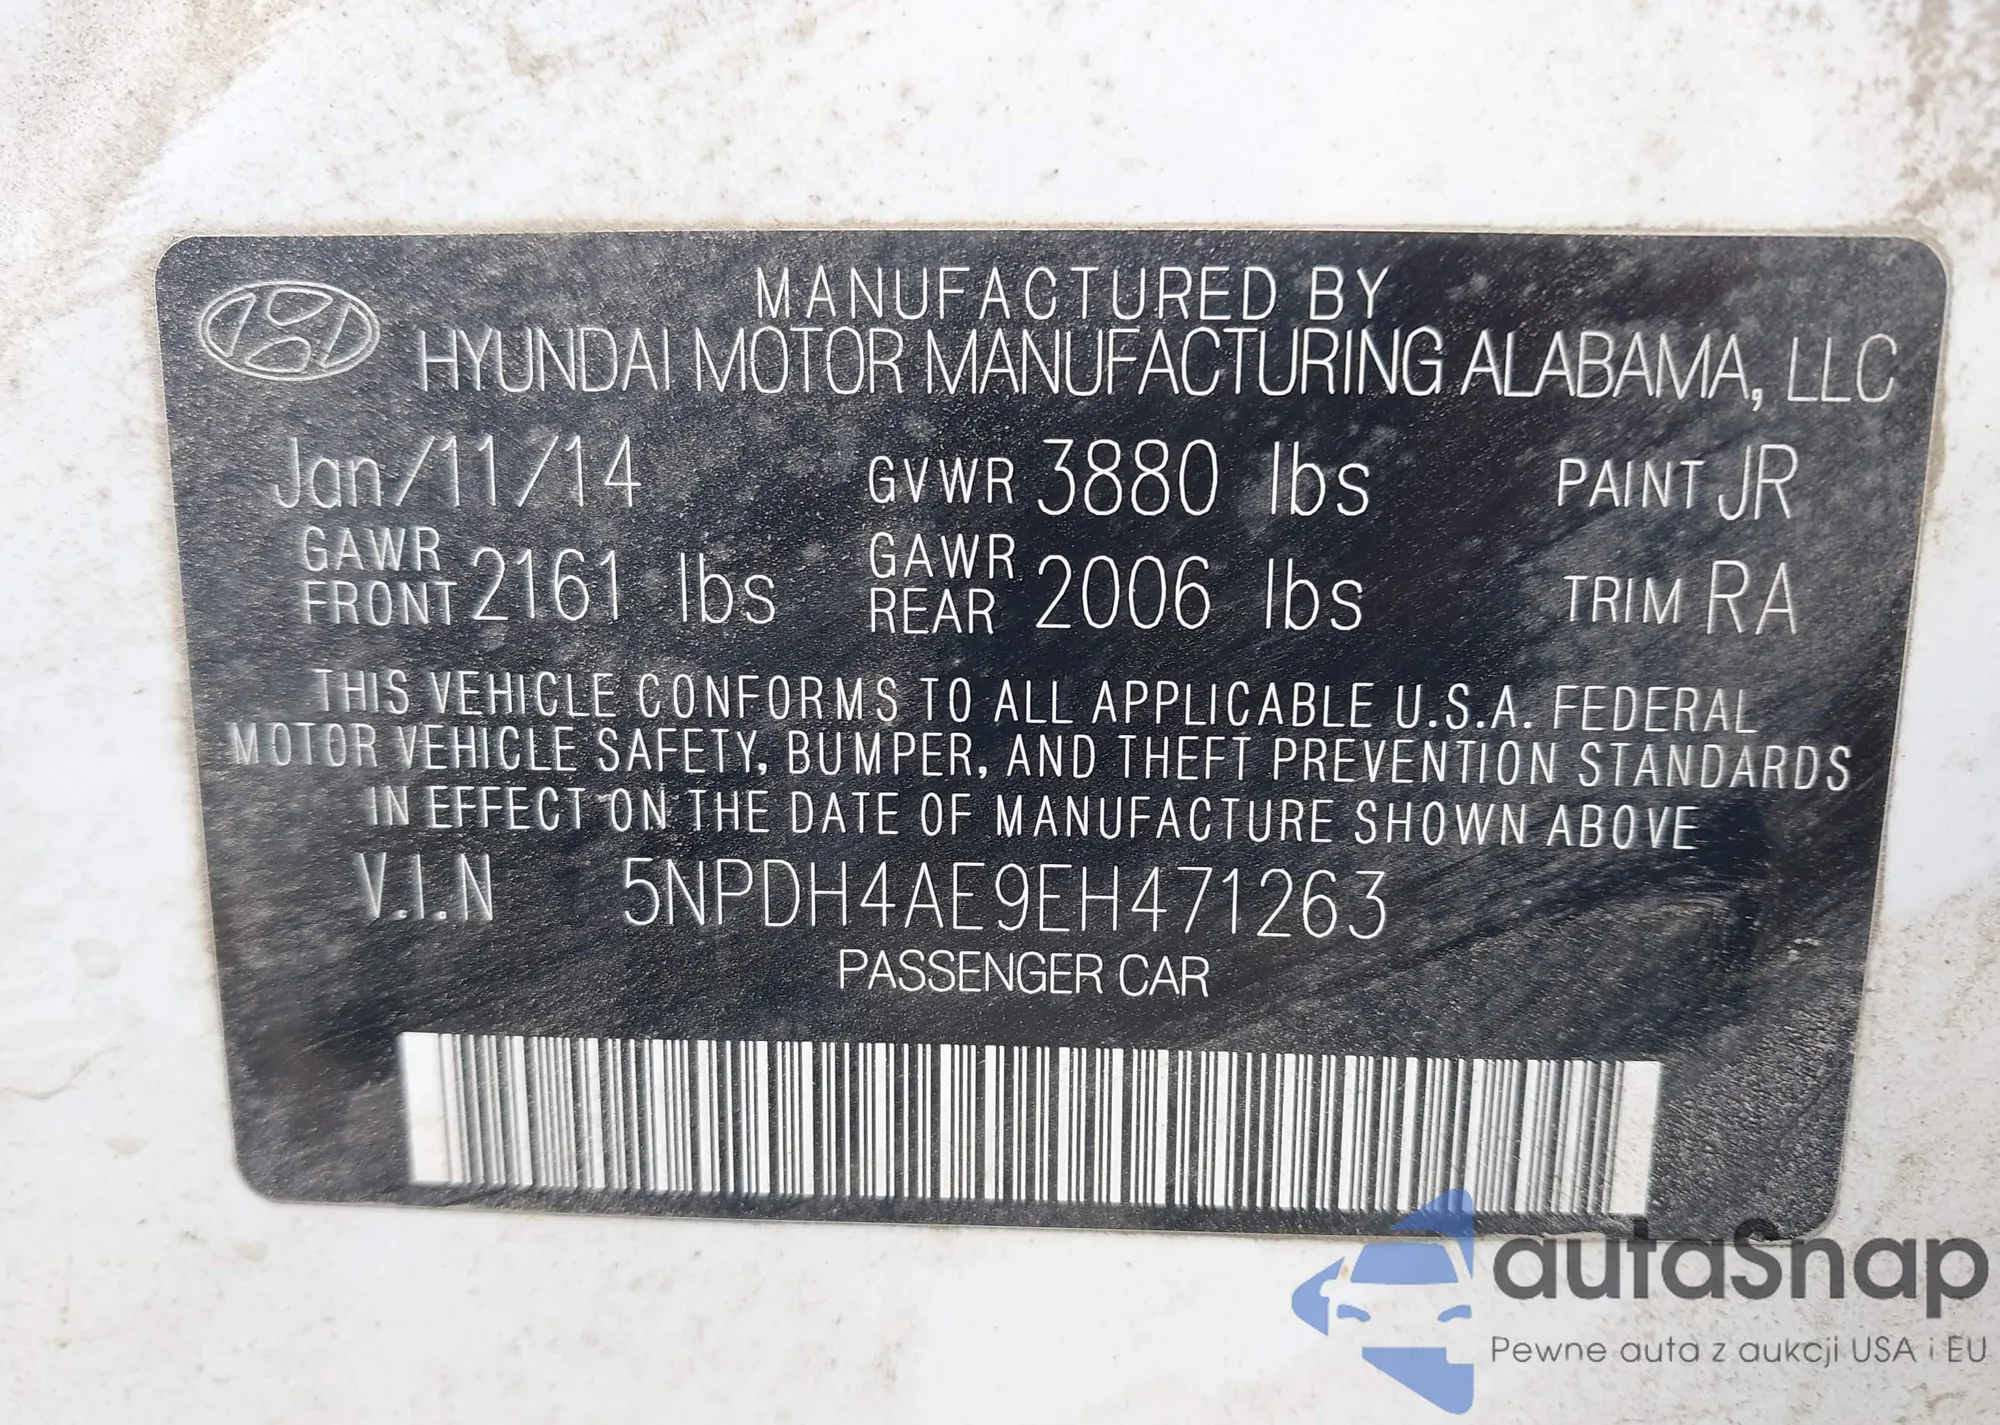 MANUFACTURED BY
HYUNDAI MOTOR MANUFACTURING ALABAMA, LLC
Jan/11/14 GVWR 3880 lbs PAINT JR
GAWR FRONT 2161 lbs GAWR REAR 2006 lbs TRIM RA
THIS VEHICLE CONFORMS TO ALL APPLICABLE U.S.A. FEDERAL
MOTOR VEHICLE SAFETY, BUMPER, AND THEFT PREVENTION STANDARDS
IN EFFECT ON THE DATE OF MANUFACTURE SHOWN ABOVE
V.I.N 5NPDH4AE9EH471263
PASSENGER CAR
autaSnap
Pewne auta z aukcji USA i EU